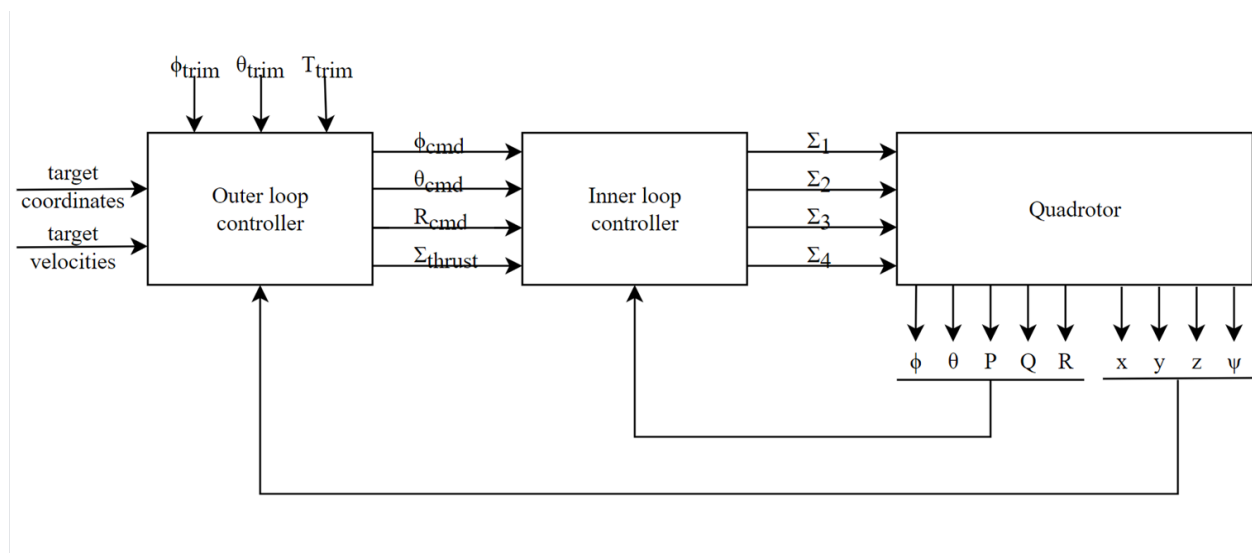 ϕtrim θtrim Ttrim
target
coordinates
target
velocities
Outer loop
controller
ϕcmd
θcmd
Rcmd
Σthrust
Inner loop
controller
Σ1
Σ2
Σ3
Σ4
Quadrotor
ϕ θ P Q R x y z ψ